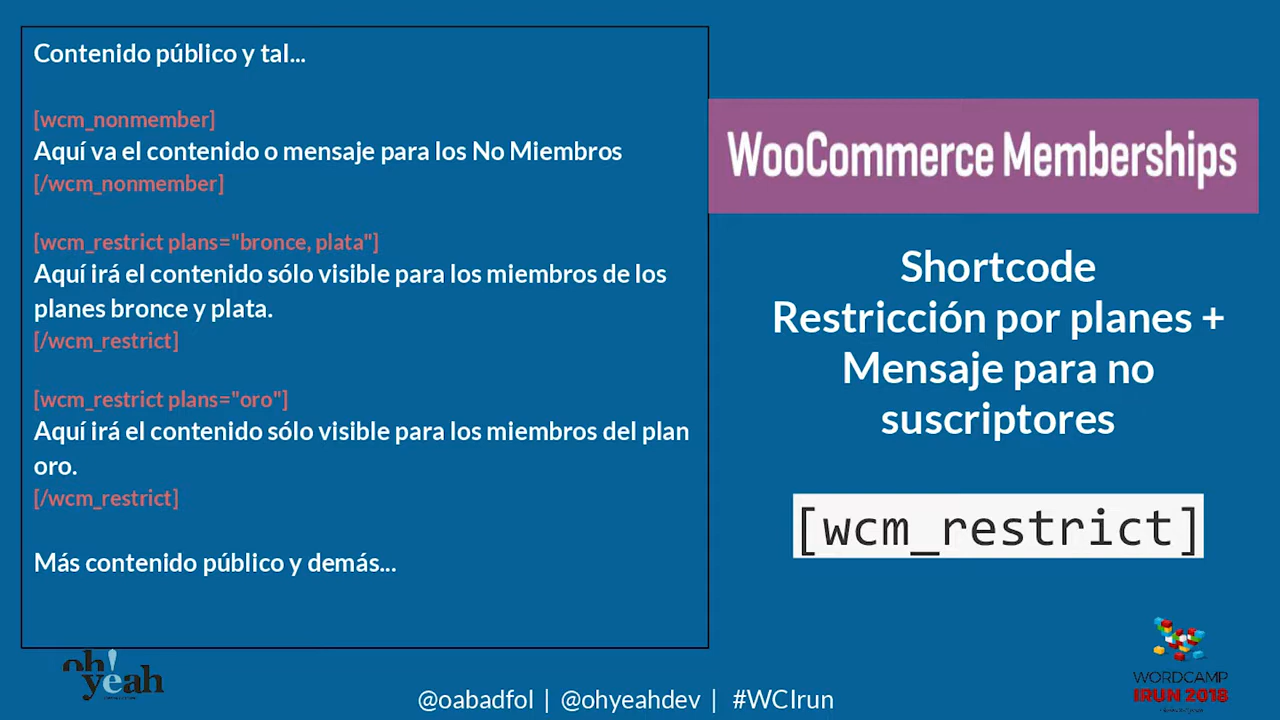 Contenido público y tal...
[wcm_nonmember]
Aquí va el contenido o mensaje para los No Miembros
[/wcm_nonmember]
[wcm_restrict plans="bronce, plata"]
Aquí irá el contenido sólo visible para los miembros de los
planes bronce y plata.
[/wcm_restrict]
[wcm_restrict plans="oro"]
Aquí irá el contenido sólo visible para los miembros del plan
oro.
[/wcm_restrict]
Más contenido público y demás...
WooCommerce Memberships
Shortcode
Restricción por planes +
Mensaje para no
suscriptores
[wcm_restrict]
oh!
yeah
@oabadfol | @ohyeahdev | #WCIrun
WORDCAMP
IRUN 2018